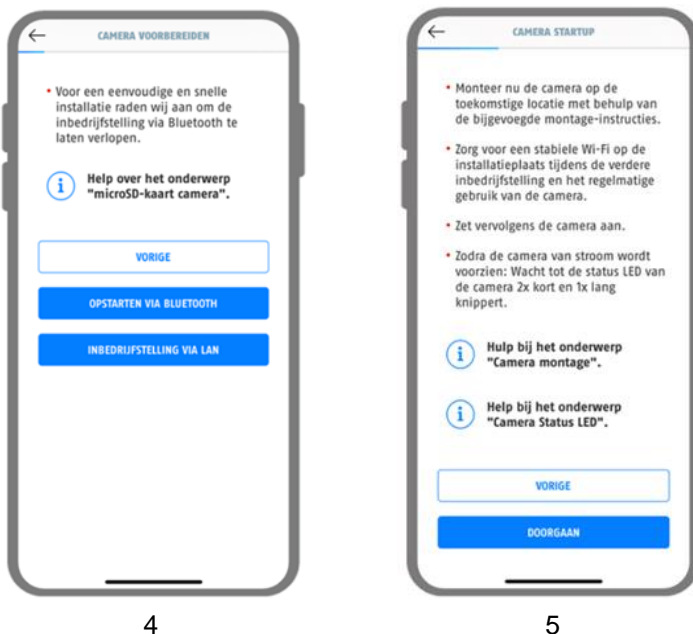 CAMERA VOORBEREIDEN
• Voor een eenvoudige en snelle
installatie raden wij aan om de
inbedrijfstelling via Bluetooth te
laten verlopen.
i
Help over het onderwerp
"microSD-kaart camera".
VORIGE
OPSTARTEN VIA BLUETOOTH
INBEDRIJFSTELLING VIA LAN
4
CAMERA STARTUP
• Monteer nu de camera op de
toekomstige locatie met behulp van
de bijgevoegde montage-instructies.
• Zorg voor een stabiele Wi-Fi op de
installatieplaats tijdens de verdere
inbedrijfstelling en het regelmatige
gebruik van de camera.
• Zet vervolgens de camera aan.
• Zodra de camera van stroom wordt
voorzien: Wacht tot de status LED van
de camera 2x kort en 1x lang
knippert.
i
Hulp bij het onderwerp
"Camera montage".
i
Help bij het onderwerp
"Camera Status LED".
VORIGE
DOORGAAN
5